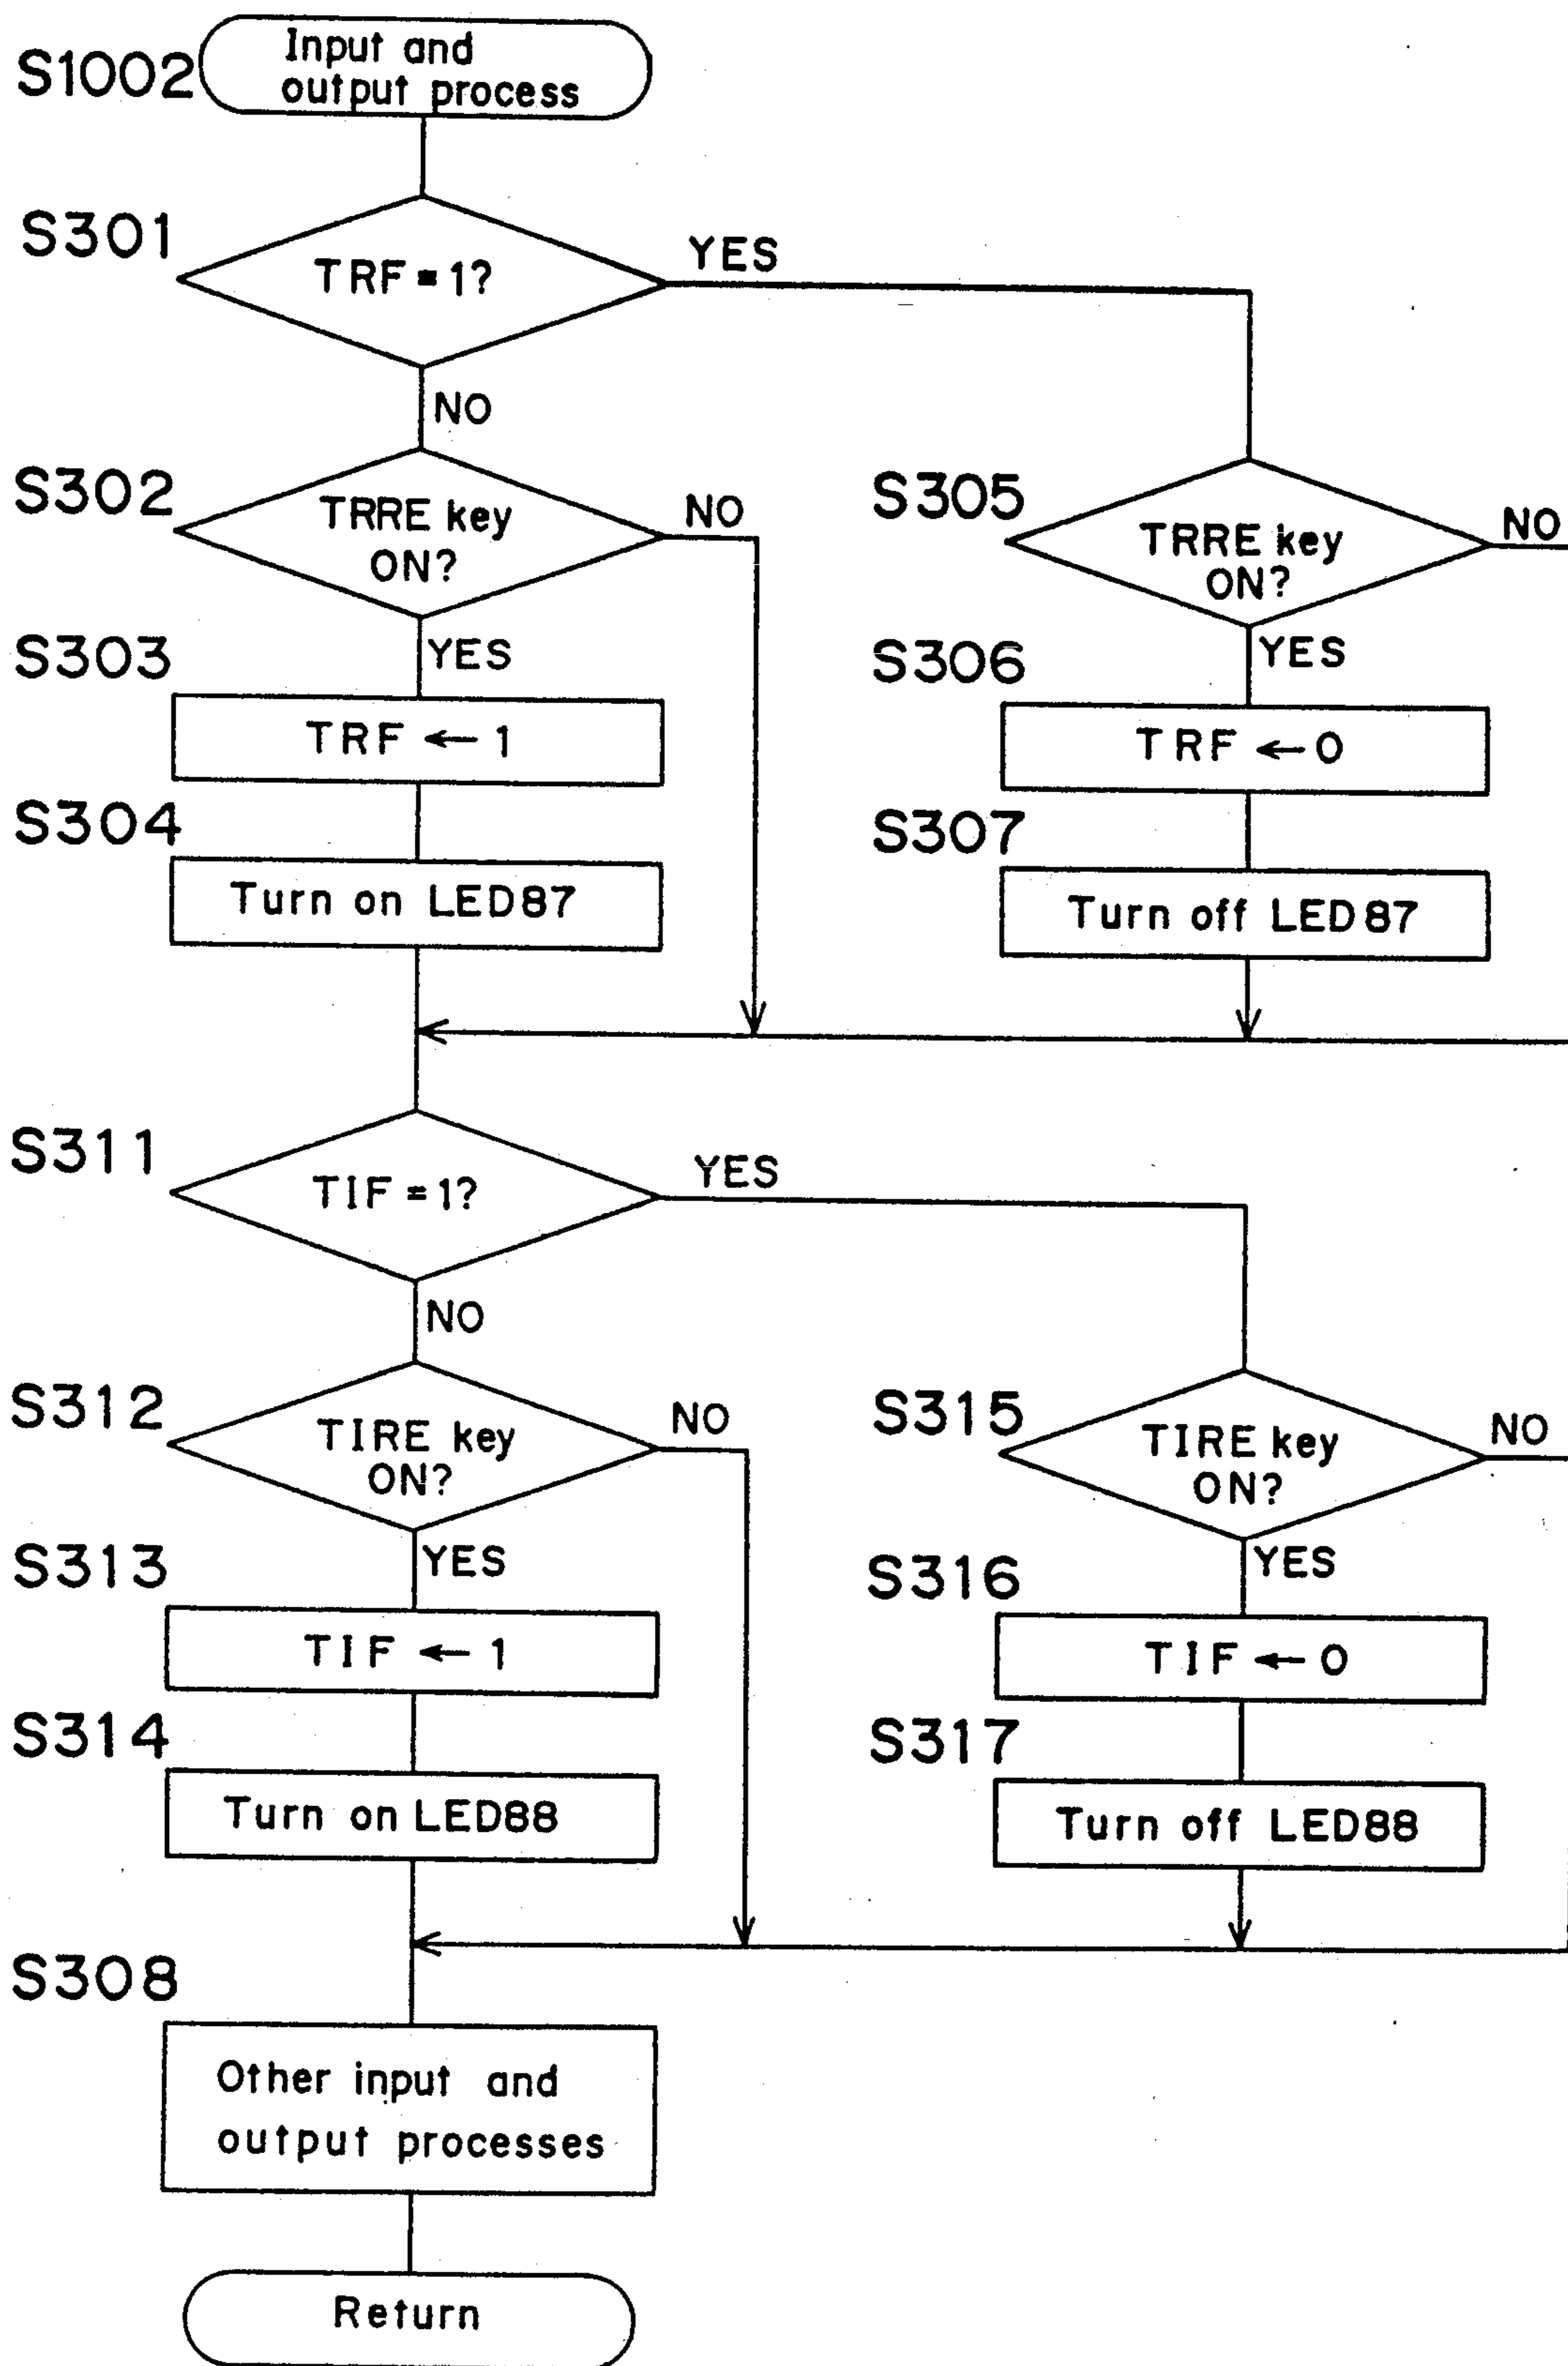 S1002
Input and
output process
S301
TRF = 1?
YES
NO
S302
TRRE key
ON?
NO
YES
S305
TRRE key
ON?
NO
YES
S303
TRF ← 1
S306
TRF ← 0
S304
Turn on LED87
S307
Turn off LED87
S311
TIF = 1?
YES
NO
S312
TIRE key
ON?
NO
YES
S315
TIRE key
ON?
NO
YES
S313
TIF ← 1
S316
TIF ← 0
S314
Turn on LED88
S317
Turn off LED88
S308
Other input and
output processes
Return